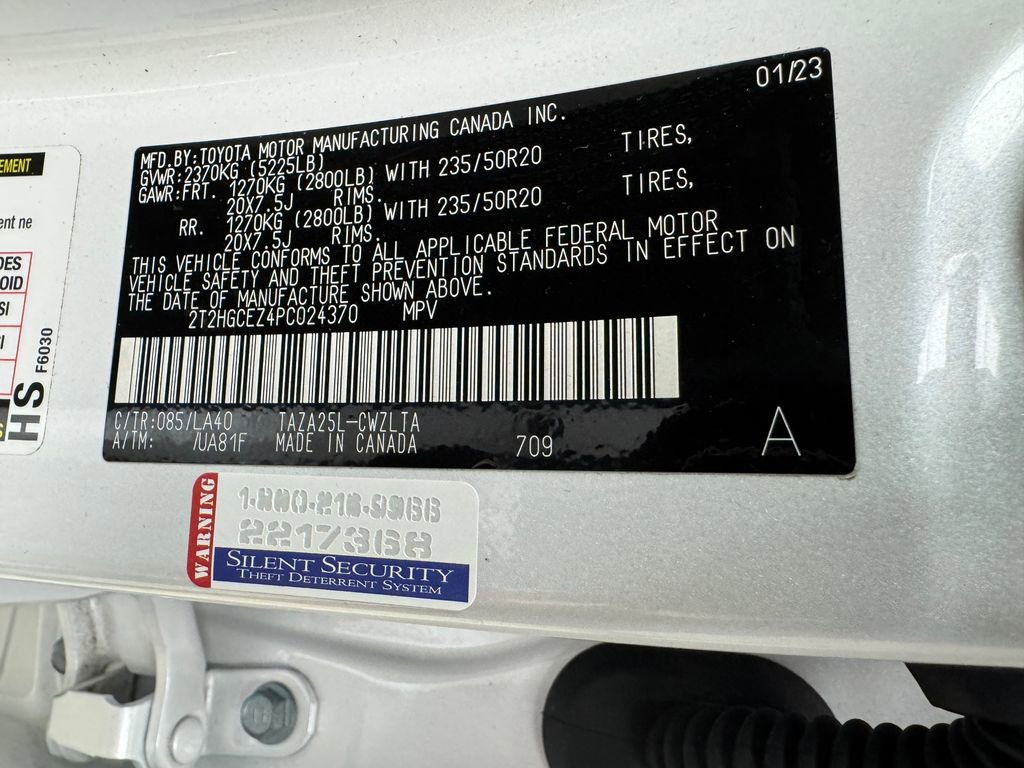 01/23
MFD.BY:TOYOTA MOTOR MANUFACTURING CANADA INC.
GVWR:2370KG (5225LB)
GAWR:FRT. 1270KG (2800LB) WITH 235/50R20 TIRES,
20X7.5J RIMS.
RR. 1270KG (2800LB) WITH 235/50R20 TIRES,
20X7.5J RIMS.
THIS VEHICLE CONFORMS TO ALL APPLICABLE FEDERAL MOTOR
VEHICLE SAFETY AND THEFT PREVENTION STANDARDS IN EFFECT ON
THE DATE OF MANUFACTURE SHOWN ABOVE.
2T2HGCEZ4PC024370 MPV
C/TR:085/LA40 TAZA25L-CWZLTA
A/TM: /UA81F MADE IN CANADA 709
A
WARNING
1-800-218-9966
2217368
SILENT SECURITY
THEFT DETERRENT SYSTEM
HS
F6030